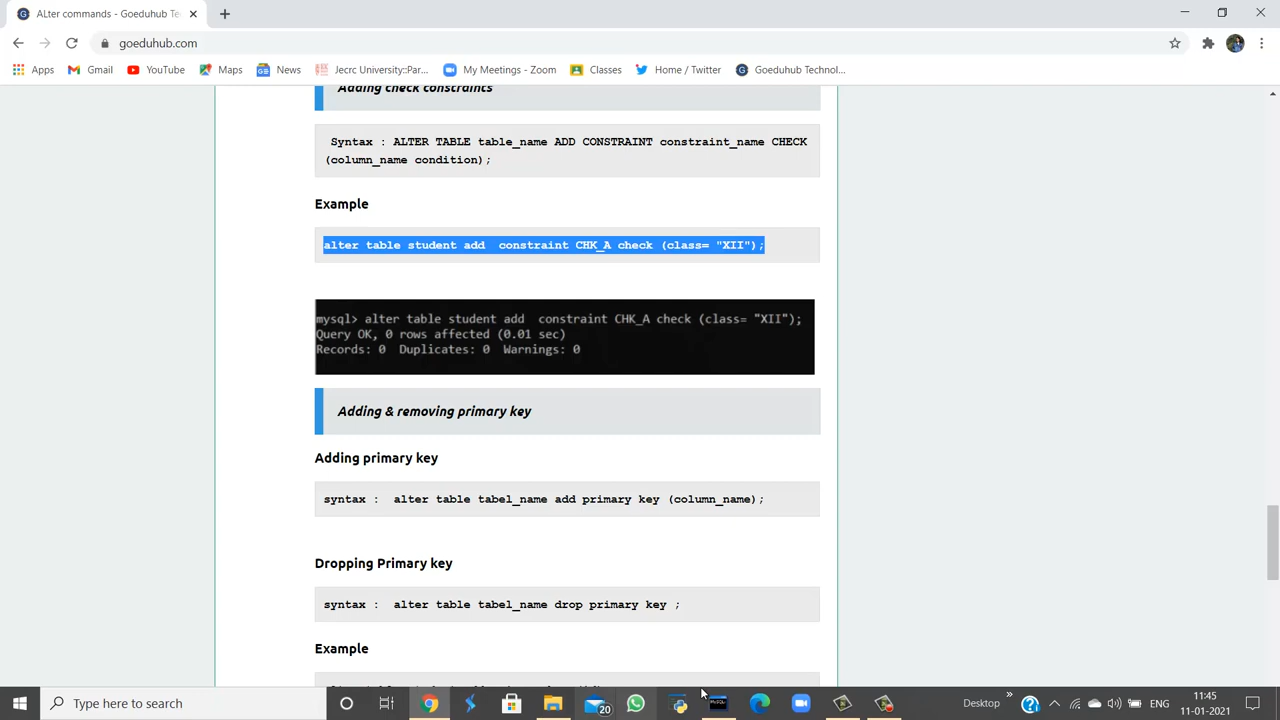 ALter commands - Goeduhub Te
goeduhub.com
Apps
Gmail
YouTube
Maps
News
Jecrc University::Par...
My Meetings - Zoom
Classes
Home / Twitter
Goeduhub Technol...
Adding check constraints
Syntax : ALTER TABLE table_name ADD CONSTRAINT constraint_name CHECK
(column_name condition);
Example
alter table student add  constraint CHK_A check (class= "XII");
mysql> alter table student add  constraint CHK_A check (class= "XII");
Query OK, 0 rows affected (0.01 sec)
Records: 0  Duplicates: 0  Warnings: 0
Adding & removing primary key
Adding primary key
syntax :  alter table tabel_name add primary key (column_name);
Dropping Primary key
syntax :  alter table tabel_name drop primary key ;
Example
Type here to search
20
Desktop
ENG
11:45
11-01-2021